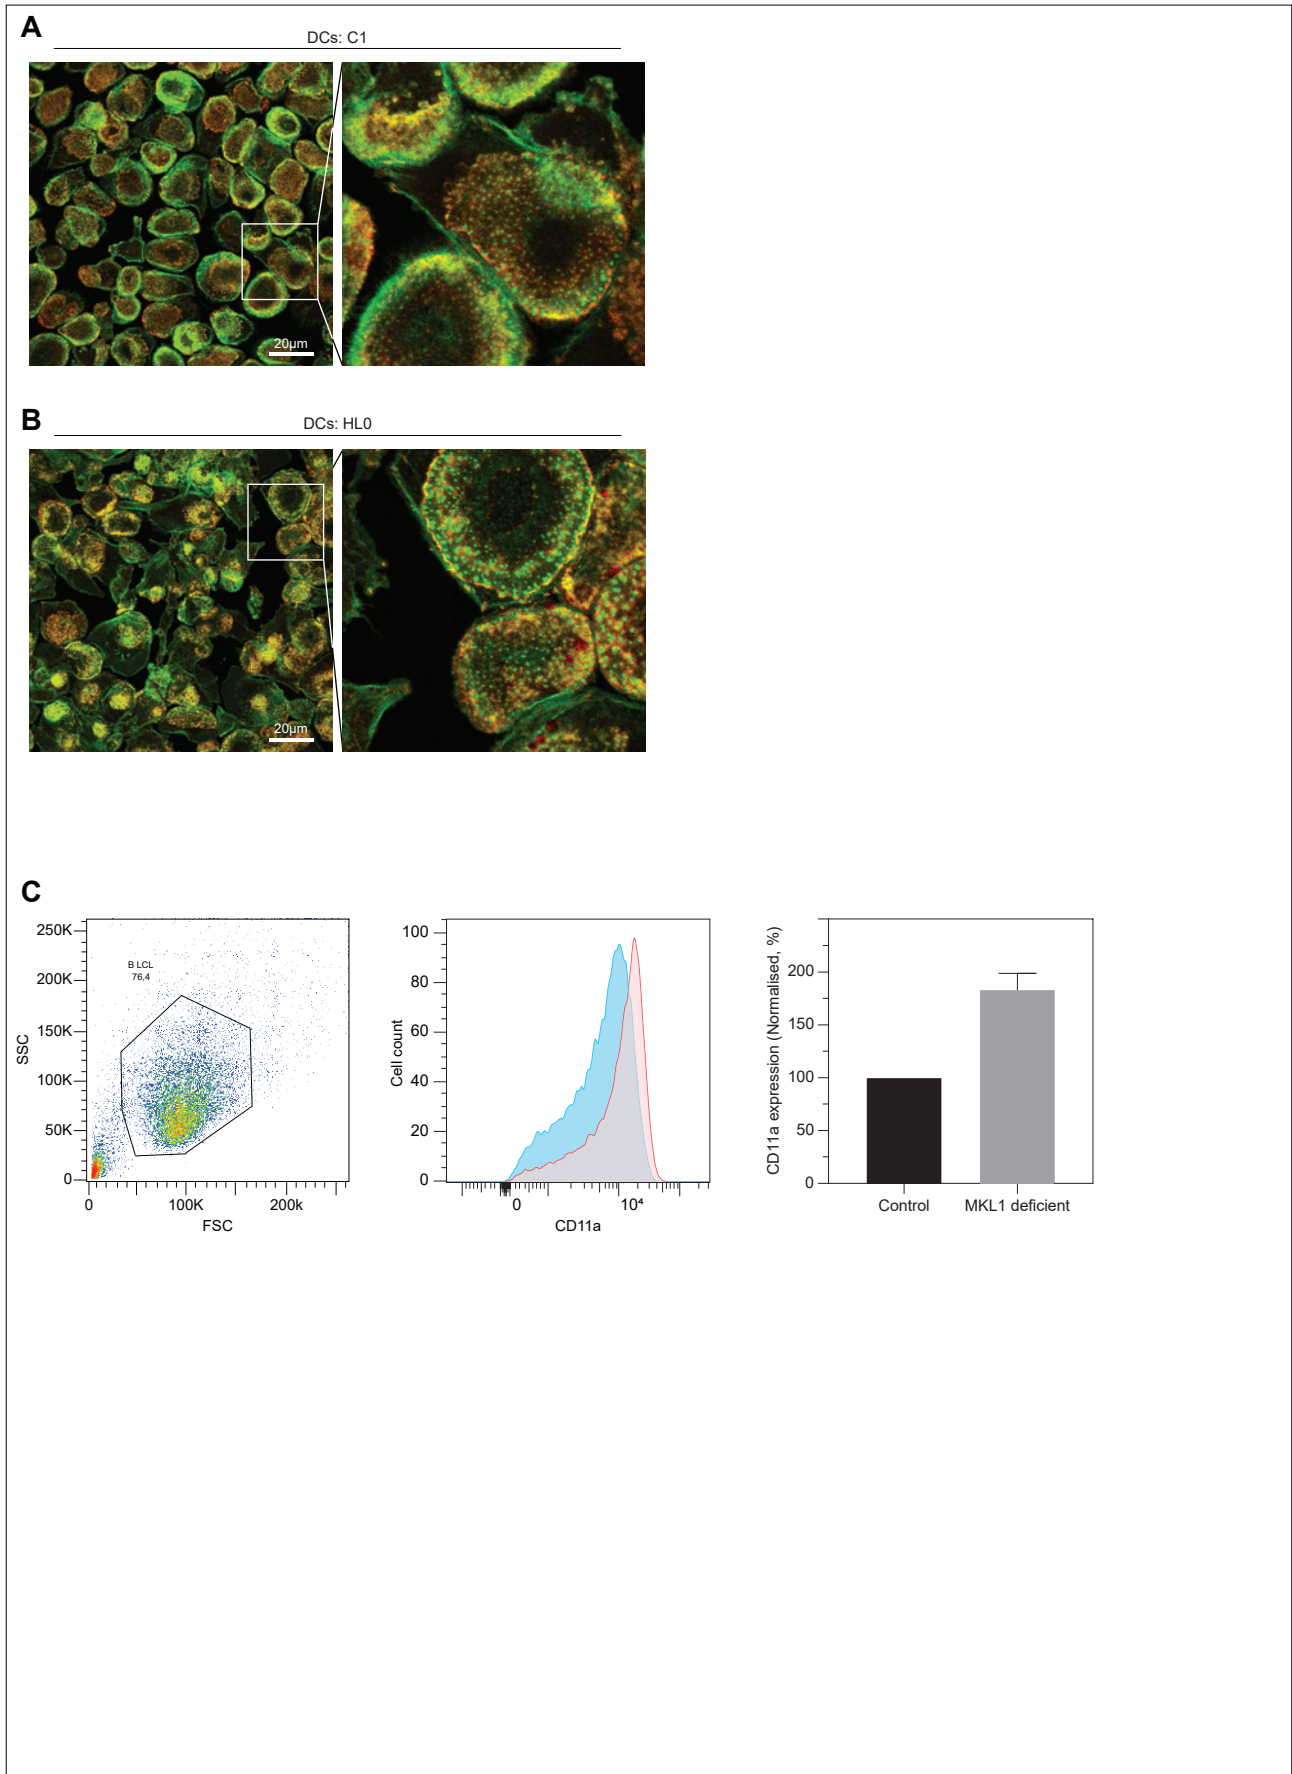 A
DCs: C1
20µm
B
DCs: HL0
20µm
C
250K
200K
150K
100K
50K
0
SSC
B LCL
76,4
0
100K
200k
FSC
100
80
60
40
20
0
Cell count
0
10⁴
CD11a
200
150
100
50
0
CD11a expression (Normalised, %)
Control
MKL1 deficient